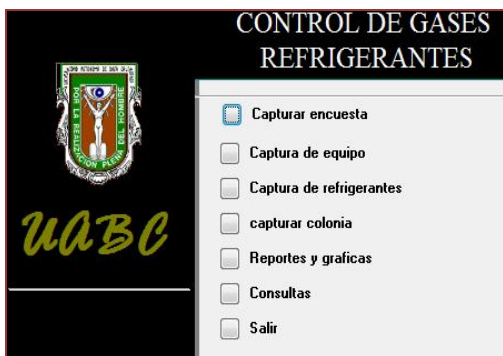 CONTROL DE GASES
REFRIGERANTES
POR LA REALIZACION PLENA DEL HOMBRE
UABC
Capturar encuesta
Captura de equipo
Captura de refrigerantes
capturar colonia
Reportes y graficas
Consultas
Salir